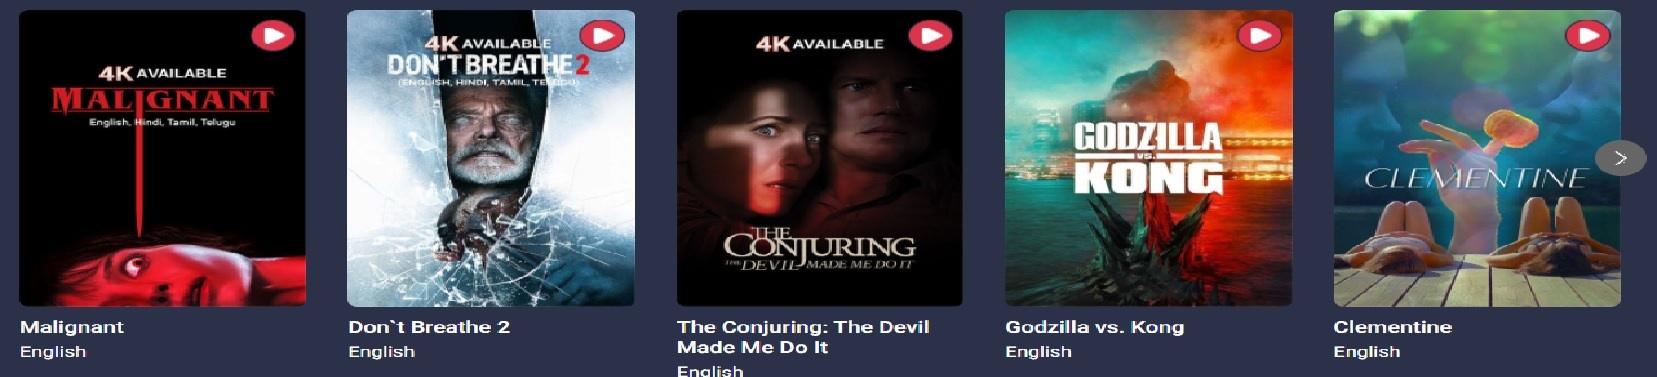 4K AVAILABLE
MALIGNANT
English, Hindi, Tamil, Telugu
4K AVAILABLE
DON'T BREATHE 2
(ENGLISH, HINDI, TAMIL, TELUGU)
4K AVAILABLE
THE
CONJURING
THE DEVIL MADE ME DO IT
GODZILLA
VS.
KONG
CLEMENTINE
Malignant
English
Don`t Breathe 2
English
The Conjuring: The Devil
Made Me Do It
English
Godzilla vs. Kong
English
Clementine
English